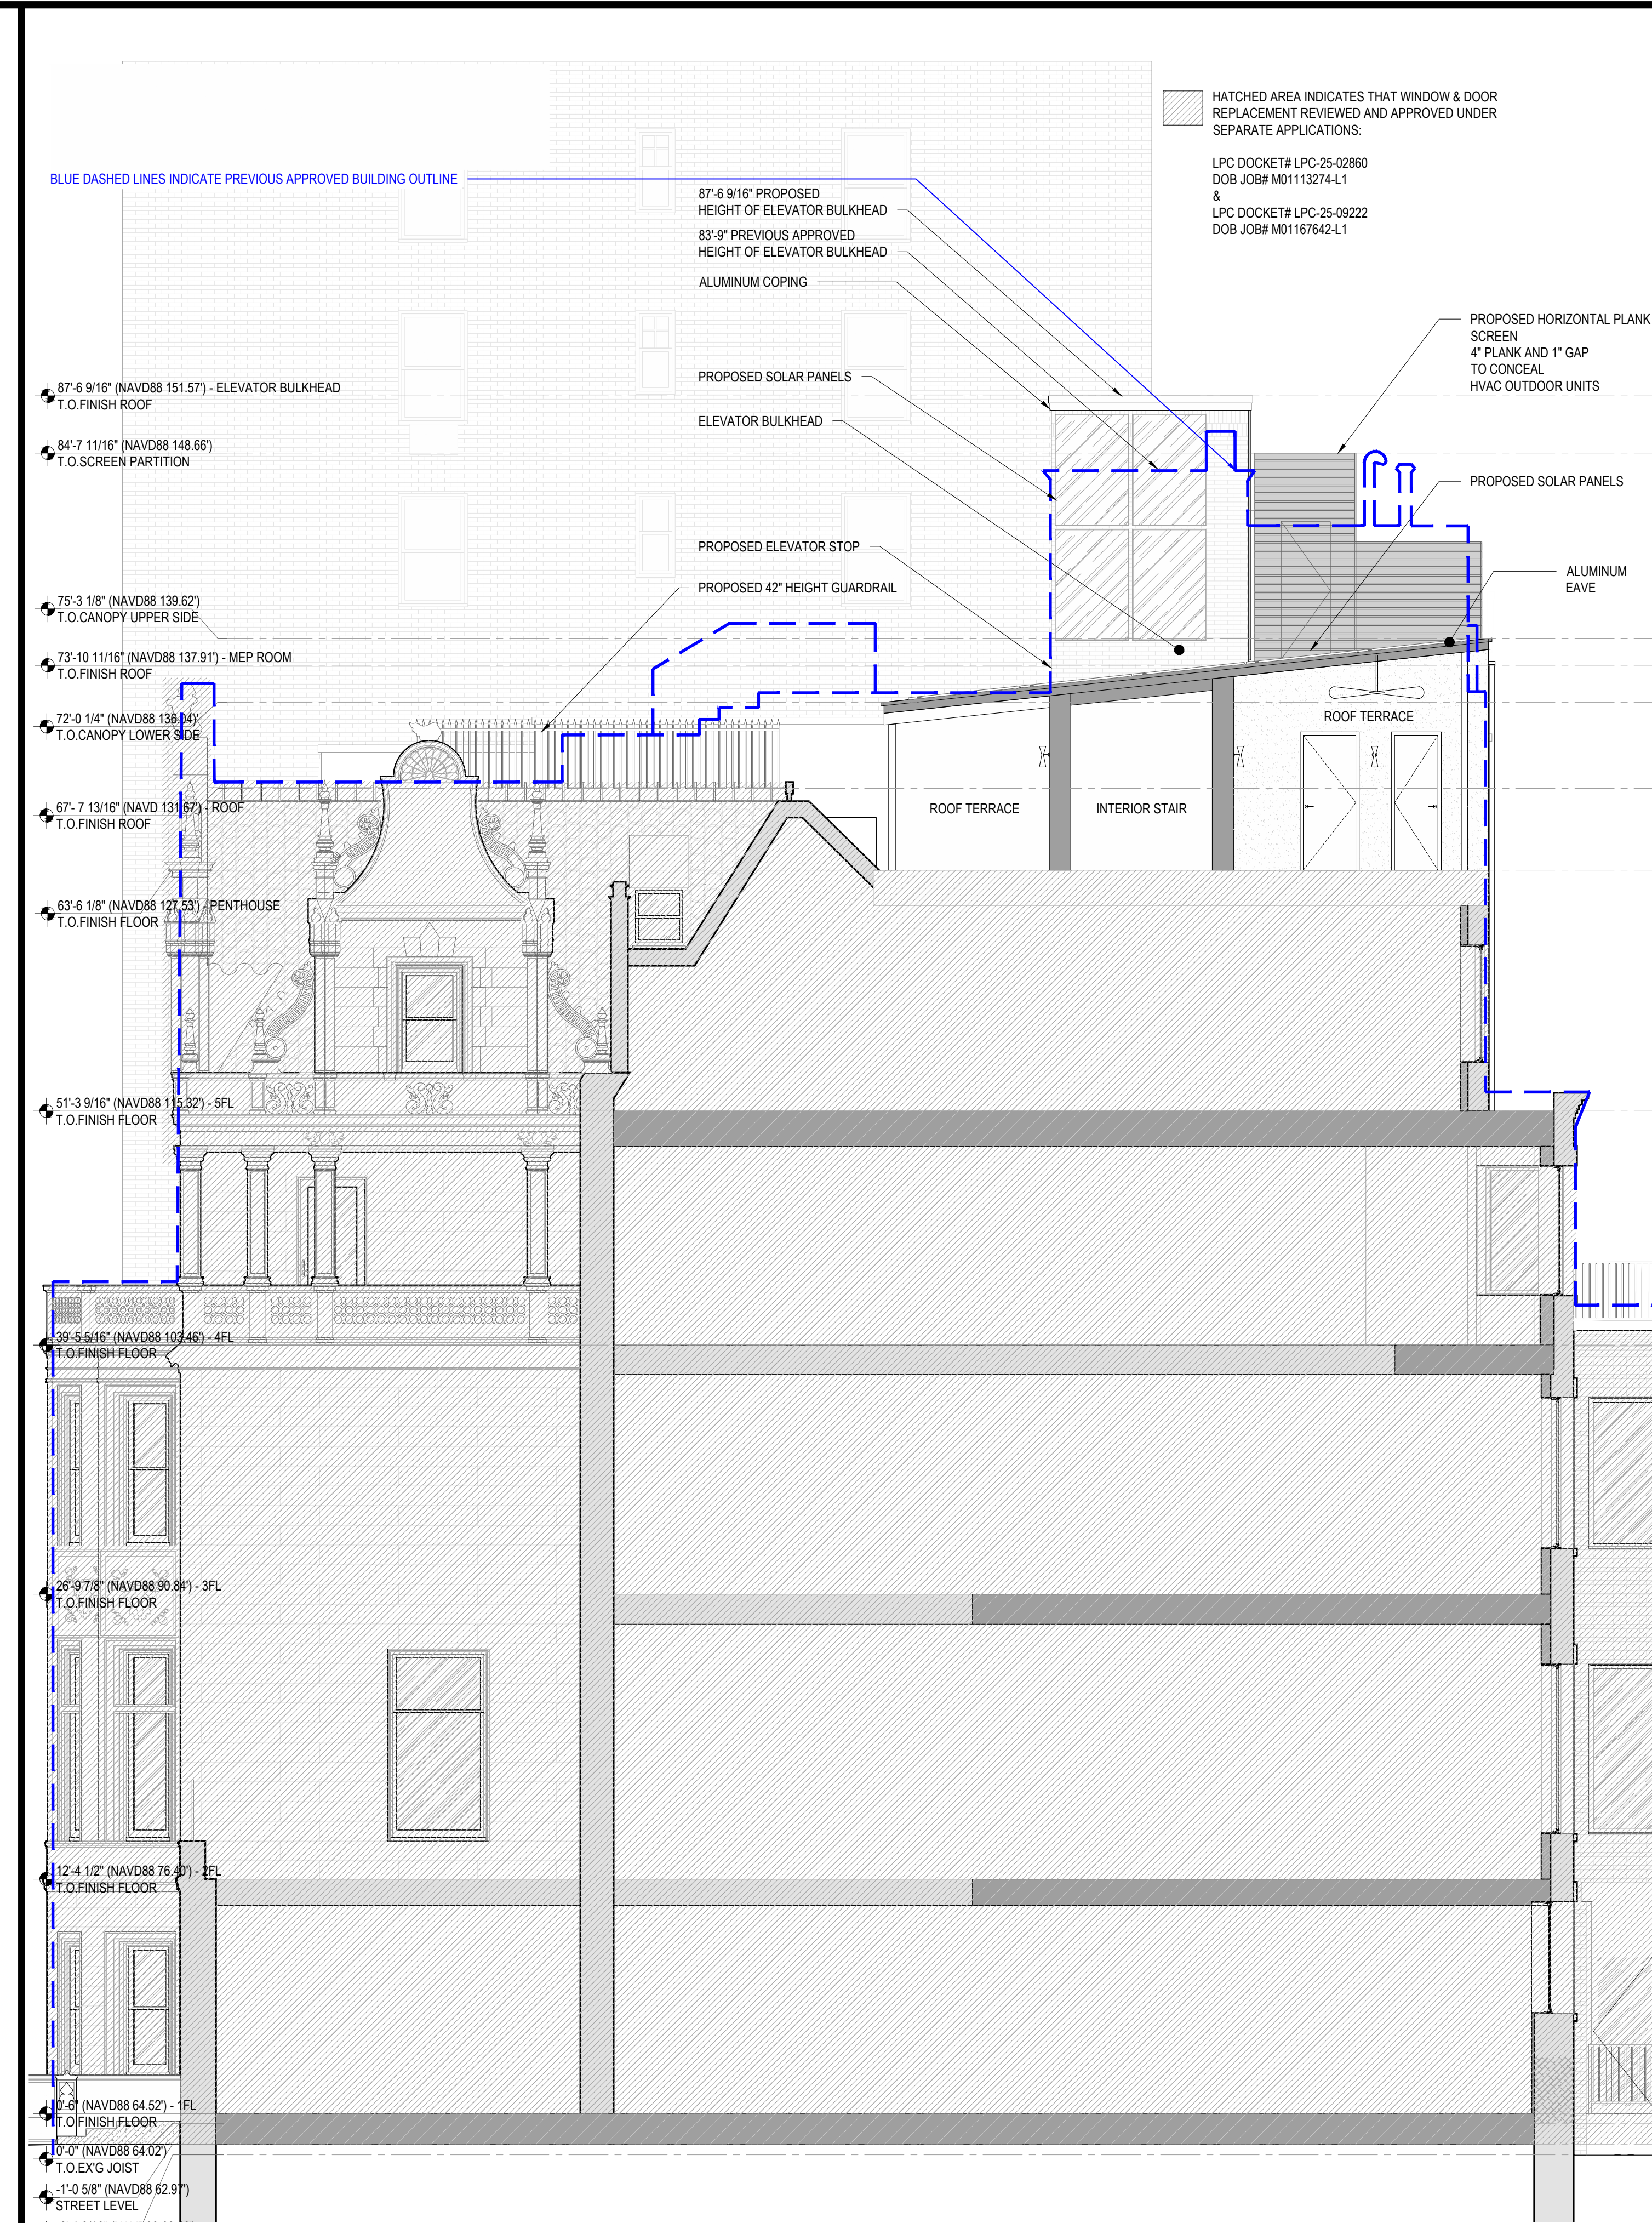 HATCHED AREA INDICATES THAT WINDOW & DOOR
REPLACEMENT REVIEWED AND APPROVED UNDER
SEPARATE APPLICATIONS:
LPC DOCKET# LPC-25-02860
DOB JOB# M01113274-L1
&
LPC DOCKET# LPC-25-09222
DOB JOB# M01167642-L1
BLUE DASHED LINES INDICATE PREVIOUS APPROVED BUILDING OUTLINE
87'-6 9/16" PROPOSED
HEIGHT OF ELEVATOR BULKHEAD
83'-9" PREVIOUS APPROVED
HEIGHT OF ELEVATOR BULKHEAD
ALUMINUM COPING
PROPOSED SOLAR PANELS
ELEVATOR BULKHEAD
PROPOSED ELEVATOR STOP
PROPOSED 42" HEIGHT GUARDRAIL
PROPOSED HORIZONTAL PLANK
SCREEN
4" PLANK AND 1" GAP
TO CONCEAL
HVAC OUTDOOR UNITS
PROPOSED SOLAR PANELS
ALUMINUM
EAVE
87'-6 9/16" (NAVD88 151.57') - ELEVATOR BULKHEAD
T.O.FINISH ROOF
84'-7 11/16" (NAVD88 148.66')
T.O.SCREEN PARTITION
75'-3 1/8" (NAVD88 139.62')
T.O.CANOPY UPPER SIDE
73'-10 11/16" (NAVD88 137.91') - MEP ROOM
T.O.FINISH ROOF
72'-0 1/4" (NAVD88 136.04)'
T.O.CANOPY LOWER SIDE
67'- 7 13/16" (NAVD 131.67') - ROOF
T.O.FINISH ROOF
63'-6 1/8" (NAVD88 127.53') - PENTHOUSE
T.O.FINISH FLOOR
ROOF TERRACE
INTERIOR STAIR
ROOF TERRACE
51'-3 9/16" (NAVD88 115.32') - 5FL
T.O.FINISH FLOOR
39'-5 5/16" (NAVD88 103.46') - 4FL
T.O.FINISH FLOOR
26'-9 7/8" (NAVD88 90.84') - 3FL
T.O.FINISH FLOOR
12'-4 1/2" (NAVD88 76.40') - 2FL
T.O.FINISH FLOOR
0'-6" (NAVD88 64.52') - 1FL
T.O.FINISH FLOOR
0'-0" (NAVD88 64.02')
T.O.EX'G JOIST
-1'-0 5/8" (NAVD88 62.97')
STREET LEVEL